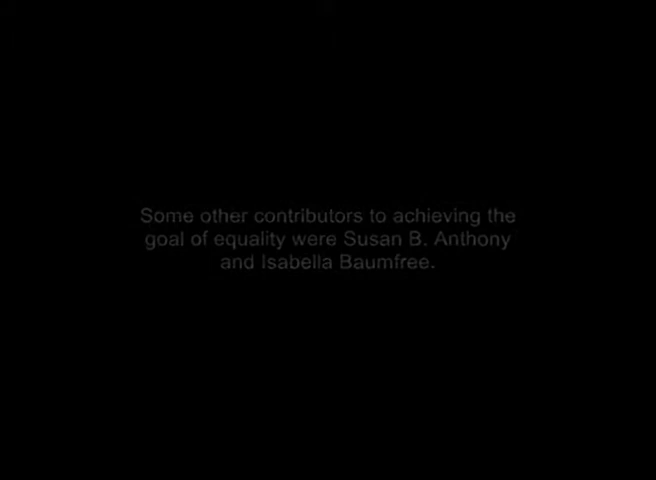 Some other contributors to achieving the
goal of equality were Susan B. Anthony
and Isabella Baumfree.